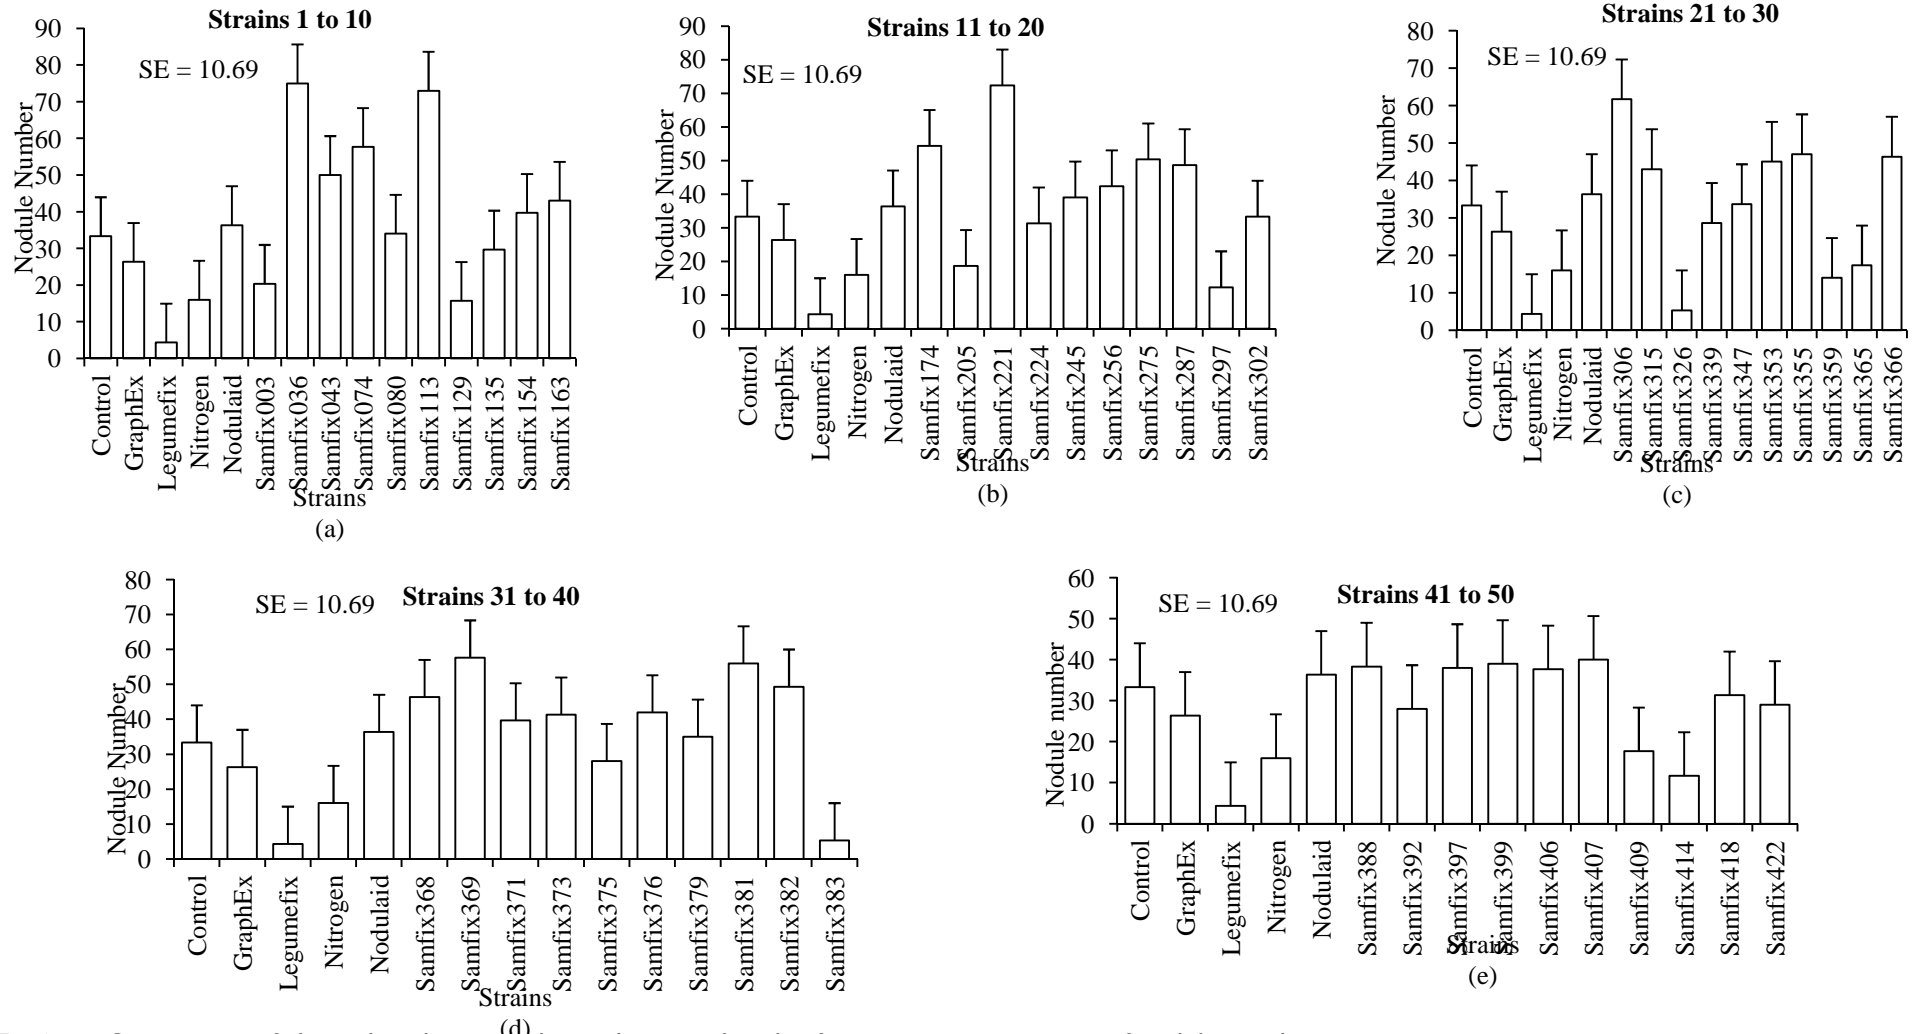 Strains 1 to 10
SE = 10.69
Nodule Number
90
80
70
60
50
40
30
20
10
0
Control
GraphEx
Legumefix
Nitrogen
Nodulaid
Samfix003
Samfix036
Samfix043
Samfix074
Samfix080
Samfix113
Samfix129
Samfix135
Samfix154
Samfix163
Strains
(a)
Strains 11 to 20
SE = 10.69
Nodule Number
90
80
70
60
50
40
30
20
10
0
Control
GraphEx
Legumefix
Nitrogen
Nodulaid
Samfix174
Samfix205
Samfix221
Samfix224
Samfix245
Samfix256
Samfix275
Samfix287
Samfix297
Samfix302
Strains
(b)
Strains 21 to 30
SE = 10.69
Nodule Number
80
70
60
50
40
30
20
10
0
Control
GraphEx
Legumefix
Nitrogen
Nodulaid
Samfix306
Samfix315
Samfix326
Samfix339
Samfix347
Samfix353
Samfix355
Samfix359
Samfix365
Samfix366
Strains
(c)
Strains 31 to 40
SE = 10.69
Nodule Number
80
70
60
50
40
30
20
10
0
Control
GraphEx
Legumefix
Nitrogen
Nodulaid
Samfix368
Samfix369
Samfix371
Samfix373
Samfix375
Samfix376
Samfix379
Samfix381
Samfix382
Samfix383
Strains
(d)
Strains 41 to 50
SE = 10.69
Nodule number
60
50
40
30
20
10
0
Control
GraphEx
Legumefix
Nitrogen
Nodulaid
Samfix388
Samfix392
Samfix397
Samfix399
Samfix406
Samfix407
Samfix409
Samfix414
Samfix418
Samfix422
Strains
(e)